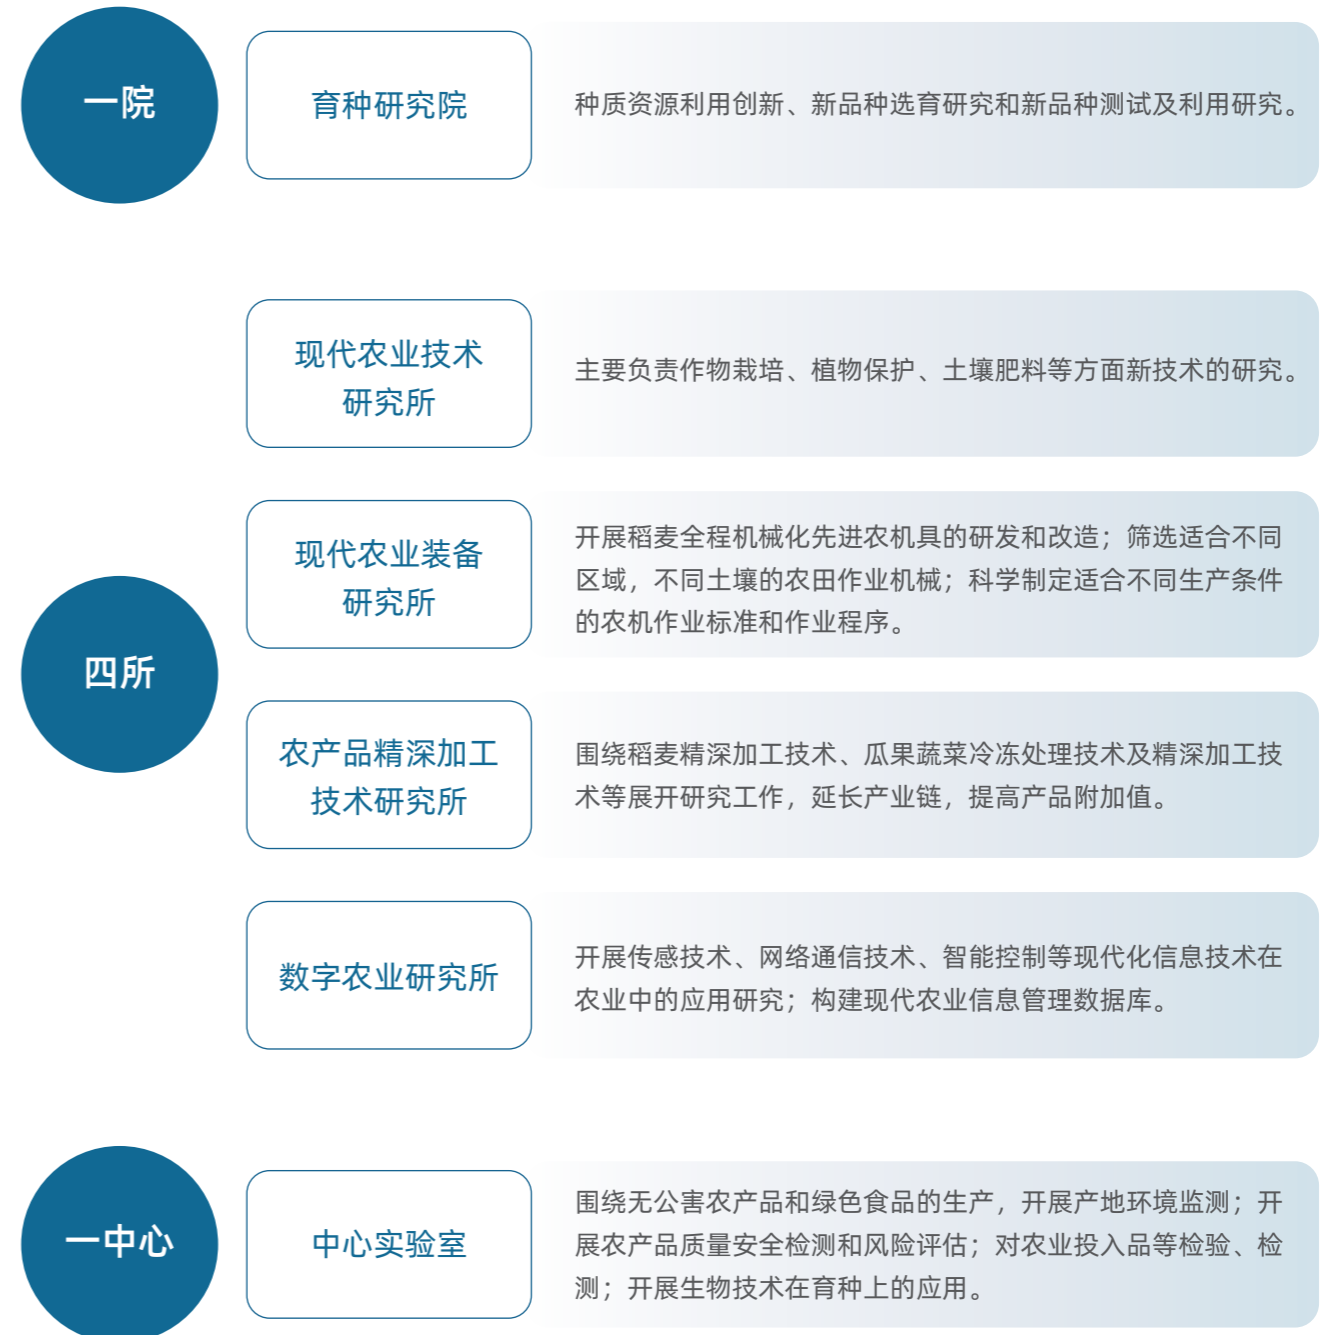 一院
育种研究院
种质资源利用创新、新品种选育研究和新品种测试及利用研究。
四所
现代农业技术
研究所
主要负责作物栽培、植物保护、土壤肥料等方面新技术的研究。
现代农业装备
研究所
开展稻麦全程机械化先进农机具的研发和改造；筛选适合不同
区域，不同土壤的农田作业机械；科学制定适合不同生产条件
的农机作业标准和作业程序。
农产品精深加工
技术研究所
围绕稻麦精深加工技术、瓜果蔬菜冷冻处理技术及精深加工技
术等展开研究工作，延长产业链，提高产品附加值。
数字农业研究所
开展传感技术、网络通信技术、智能控制等现代化信息技术在
农业中的应用研究；构建现代农业信息管理数据库。
一中心
中心实验室
围绕无公害农产品和绿色食品的生产，开展产地环境监测；开
展农产品质量安全检测和风险评估；对农业投入品等检验、检
测；开展生物技术在育种上的应用。